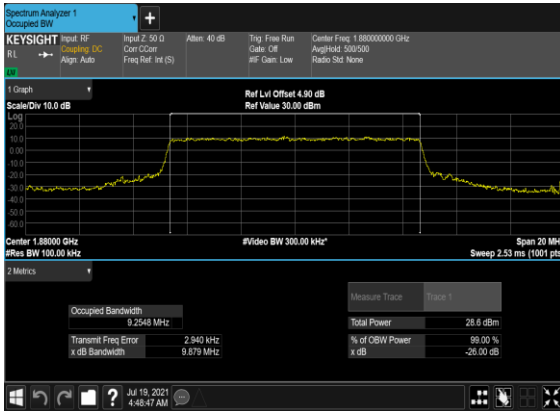 Spectrum Analyzer 1
Occupied BW
KEYSIGHT
RL
Input: RF
Coupling: DC
Align: Auto
Input Z: 50 Ω
Corr CCorr
Freq Ref: Int (S)
Atten: 40 dB
Trig: Free Run
Gate: Off
#IF Gain: Low
Center Freq: 1.880000000 GHz
Avg|Hold: 500/500
Radio Std: None
1 Graph
Scale/Div 10.0 dB
Ref Lvl Offset 4.90 dB
Ref Value 30.00 dBm
Log
20.0
10.0
0.00
-10.0
-20.0
-30.0
-40.0
-50.0
-60.0
Center 1.88000 GHz
#Video BW 300.00 kHz*
Span 20 MH
#Res BW 100.00 kHz
Sweep 2.53 ms (1001 pts
2 Metrics
Measure Trace
Trace 1
Occupied Bandwidth
9.2548 MHz
Total Power
28.6 dBm
Transmit Freq Error
2.940 kHz
% of OBW Power
99.00 %
x dB Bandwidth
9.879 MHz
x dB
-26.00 dB
Jul 19, 2021
4:48:47 AM